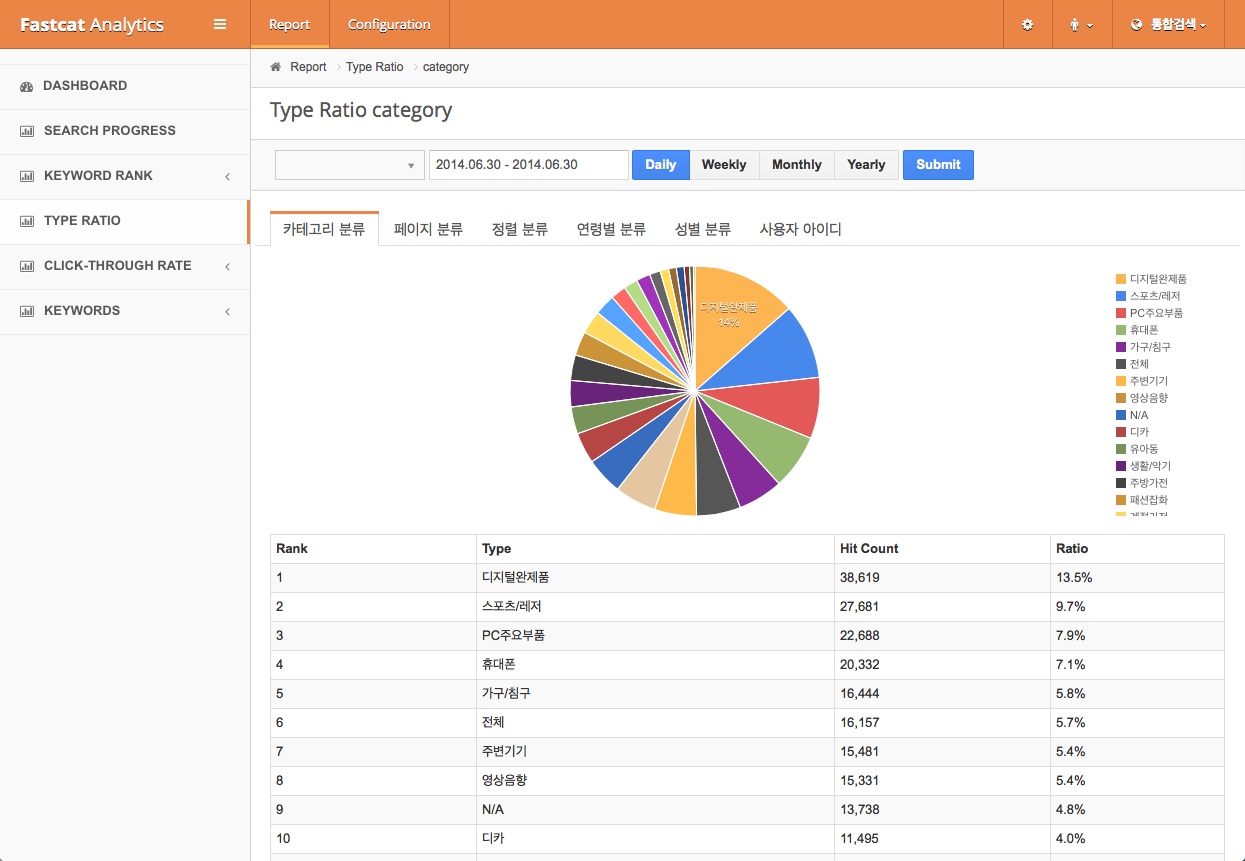 Fastcat Analytics
Report
Configuration
통합검색
DASHBOARD
SEARCH PROGRESS
KEYWORD RANK
TYPE RATIO
CLICK-THROUGH RATE
KEYWORDS
Report Type Ratio category
Type Ratio category
2014.06.30 - 2014.06.30
Daily Weekly Monthly Yearly Submit
카테고리 분류 페이지 분류 정렬 분류 연령별 분류 성별 분류 사용자 아이디
디지털완제품
14%
디지털완제품
스포츠/레저
PC주요부품
휴대폰
가구/침구
전체
주변기기
영상음향
N/A
디카
유아동
생활/악기
주방가전
패션잡화
Rank Type Hit Count Ratio
1 디지털완제품 38,619 13.5%
2 스포츠/레저 27,681 9.7%
3 PC주요부품 22,688 7.9%
4 휴대폰 20,332 7.1%
5 가구/침구 16,444 5.8%
6 전체 16,157 5.7%
7 주변기기 15,481 5.4%
8 영상음향 15,331 5.4%
9 N/A 13,738 4.8%
10 디카 11,495 4.0%